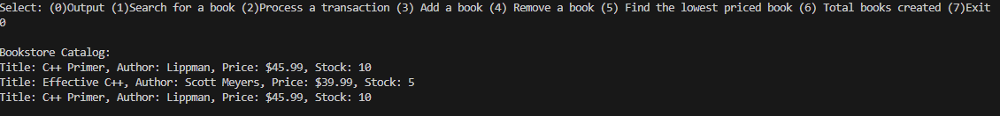 Select: (0)Output (1)Search for a book (2)Process a transaction (3) Add a book (4) Remove a book (5) Find the lowest priced book (6) Total books created (7)Exit
0
Bookstore Catalog:
Title: C++ Primer, Author: Lippman, Price: $45.99, Stock: 10
Title: Effective C++, Author: Scott Meyers, Price: $39.99, Stock: 5
Title: C++ Primer, Author: Lippman, Price: $45.99, Stock: 10